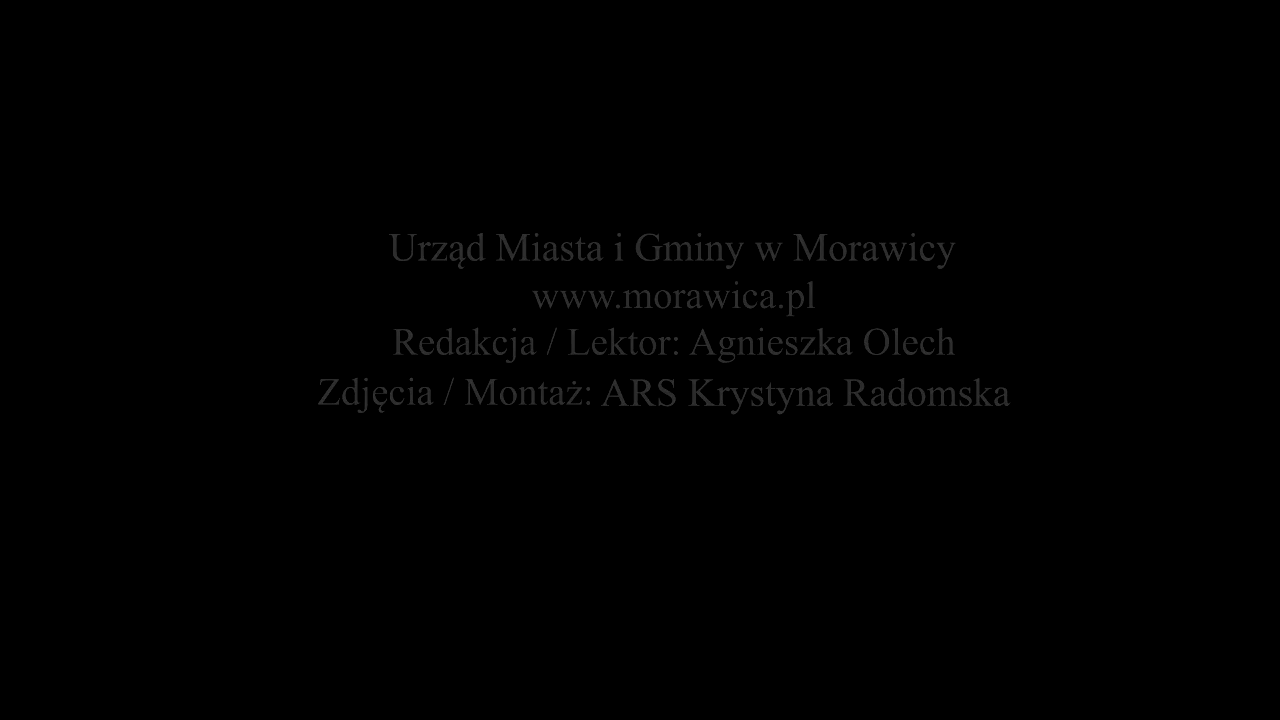 Urząd Miasta i Gminy w Morawicy
www.morawica.pl
Redakcja / Lektor: Agnieszka Olech
Zdjęcia / Montaż: ARS Krystyna Radomska